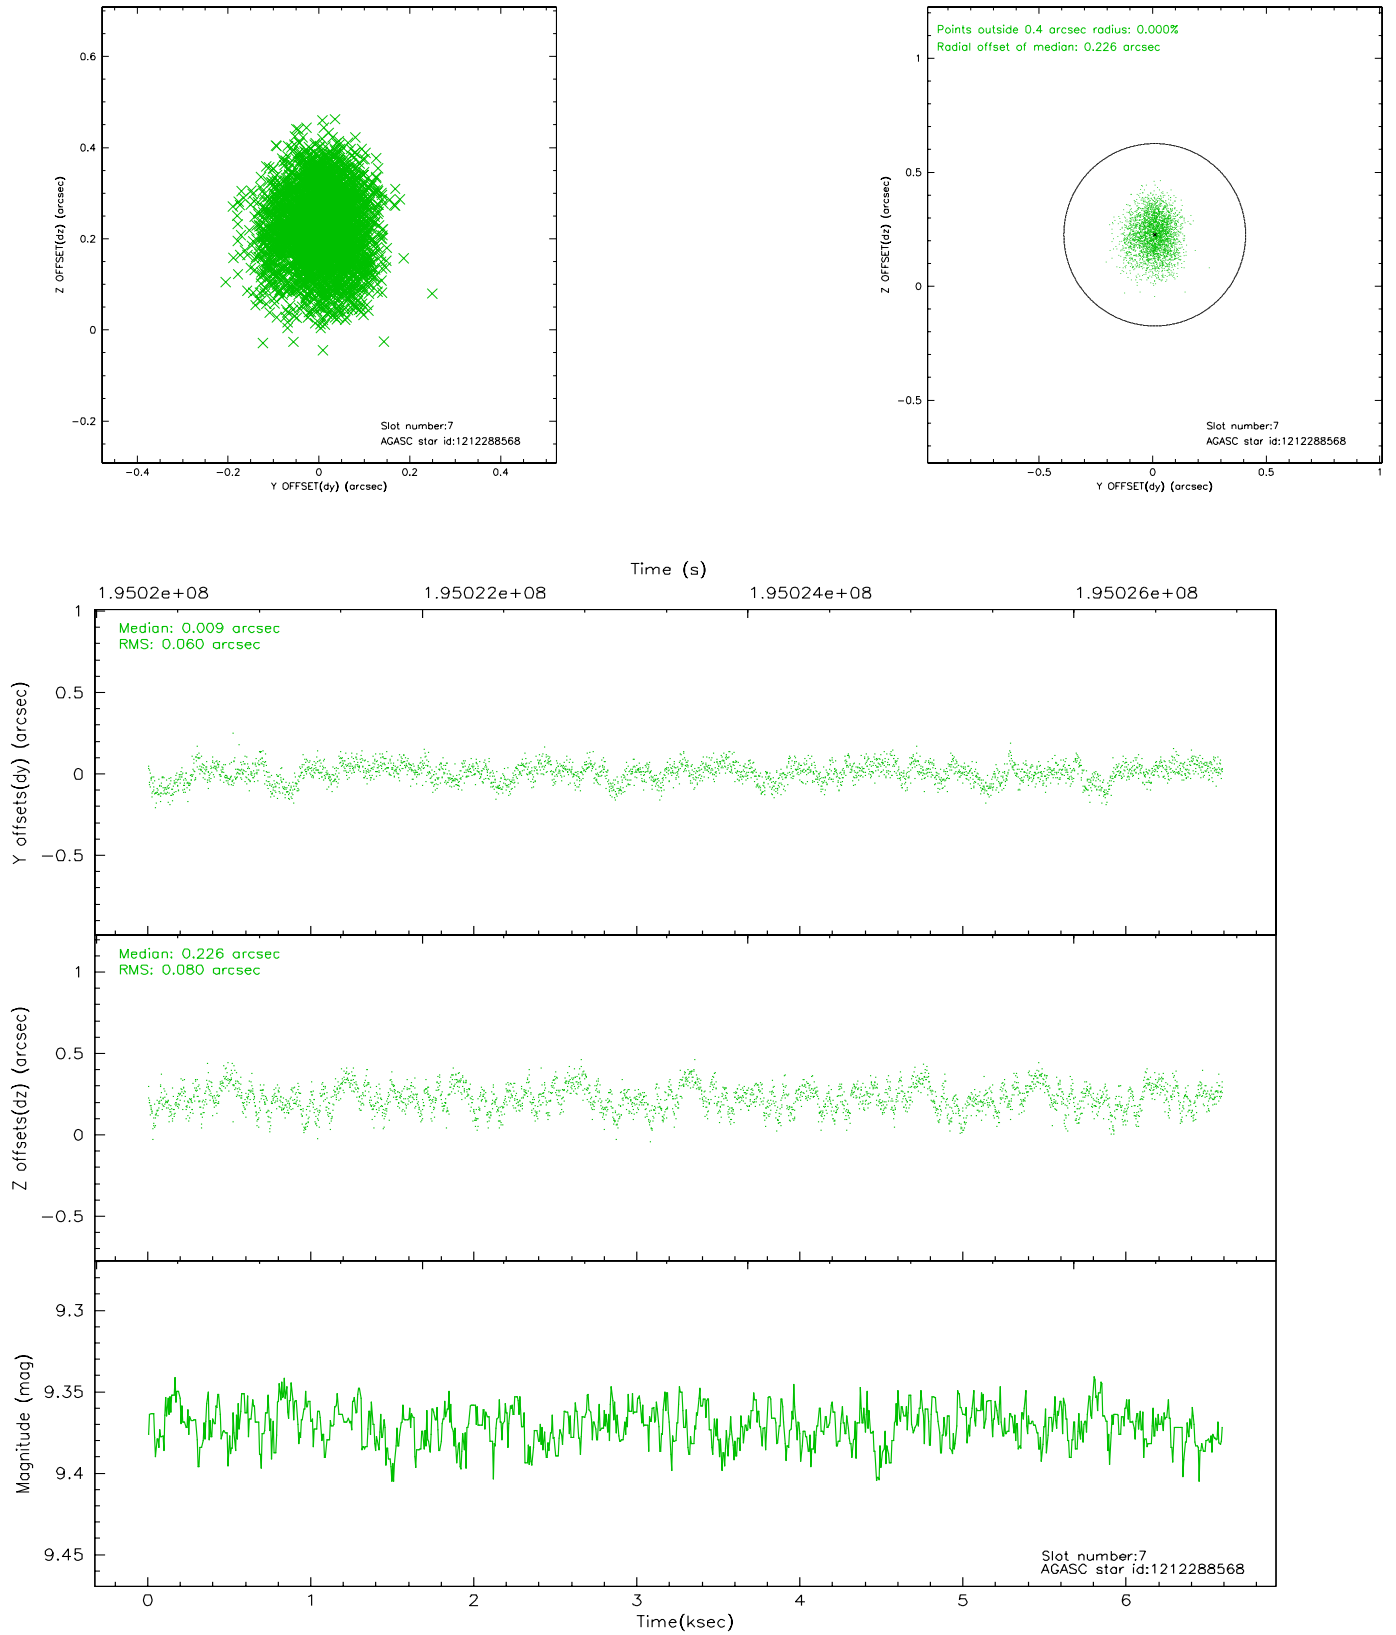 0.6
0.4
0.2
0
−0.2
Z OFFSET(dz) (arcsec)
−0.4 −0.2 0 0.2 0.4
Y OFFSET(dy) (arcsec)
Slot number:7
AGASC star id:1212288568
Points outside 0.4 arcsec radius: 0.000%
Radial offset of median: 0.226 arcsec
1
0.5
0
−0.5
Z OFFSET(dz) (arcsec)
−0.5 0 0.5 1
Y OFFSET(dy) (arcsec)
Slot number:7
AGASC star id:1212288568
Time (s)
1.9502e+08 1.95022e+08 1.95024e+08 1.95026e+08
Median: 0.009 arcsec
RMS: 0.060 arcsec
1
0.5
0
−0.5
Y offsets(dy) (arcsec)
Median: 0.226 arcsec
RMS: 0.080 arcsec
1
0.5
0
−0.5
Z offsets(dz) (arcsec)
9.3
9.35
9.4
9.45
Magnitude (mag)
Slot number:7
AGASC star id:1212288568
0 1 2 3 4 5 6
Time(ksec)